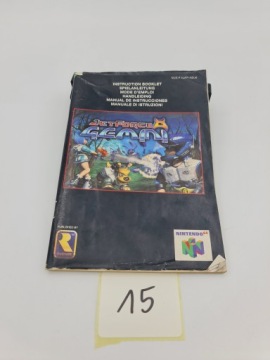 INSTRUCTION BOOKLET
SPIELANLEITUNG
MODE D'EMPLOI
HANDLEIDING
MANUAL DE INSTRUCCIONES
MANUALE DI ISTRUZIONI
JET FORCE
GEMINI
NINTENDO 64
15